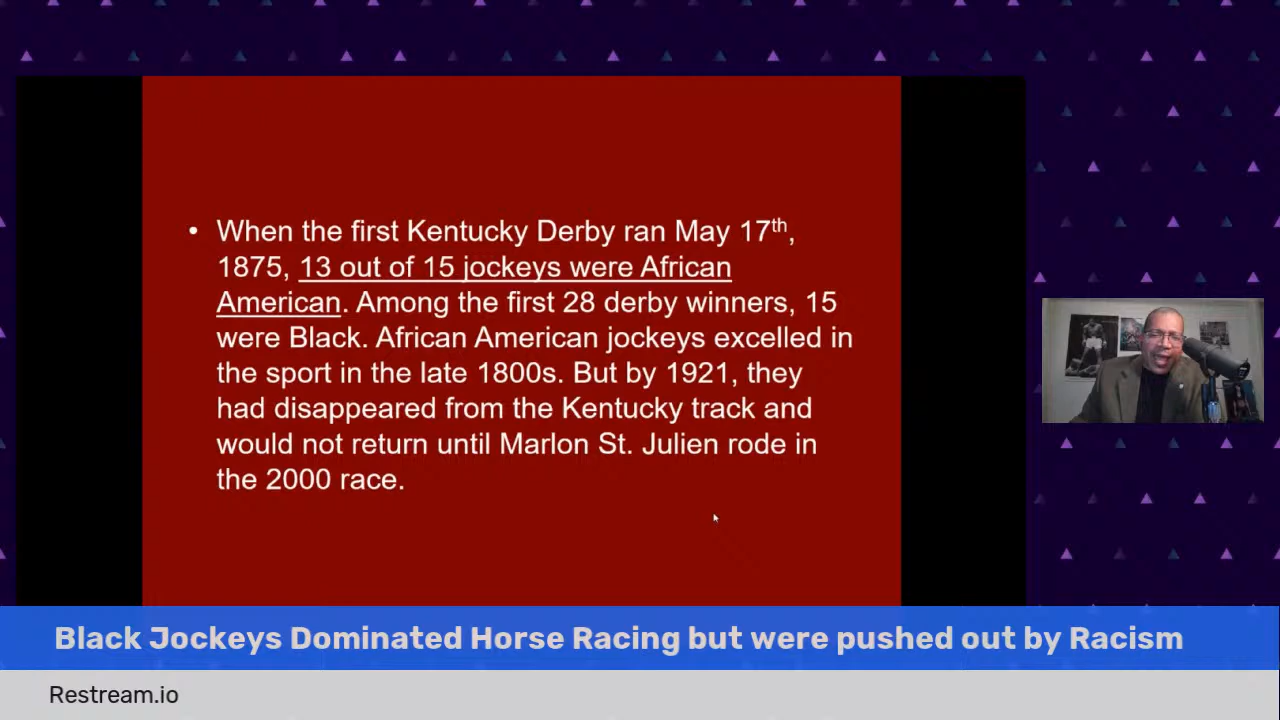 • When the first Kentucky Derby ran May 17th,
1875, 13 out of 15 jockeys were African
American. Among the first 28 derby winners, 15
were Black. African American jockeys excelled in
the sport in the late 1800s. But by 1921, they
had disappeared from the Kentucky track and
would not return until Marlon St. Julien rode in
the 2000 race.
Black Jockeys Dominated Horse Racing but were pushed out by Racism
Restream.io